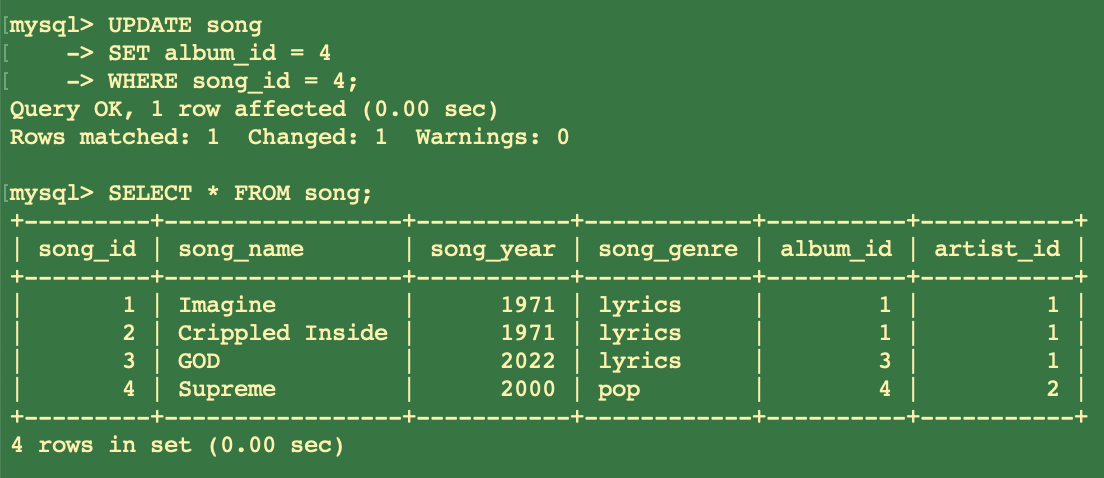 [mysql> UPDATE song
[    -> SET album_id = 4
[    -> WHERE song_id = 4;
Query OK, 1 row affected (0.00 sec)
Rows matched: 1  Changed: 1  Warnings: 0
[mysql> SELECT * FROM song;
+---------+-----------------+-----------+------------+----------+-----------+
| song_id | song_name       | song_year | song_genre | album_id | artist_id |
+---------+-----------------+-----------+------------+----------+-----------+
|       1 | Imagine         |      1971 | lyrics     |        1 |         1 |
|       2 | Crippled Inside |      1971 | lyrics     |        1 |         1 |
|       3 | GOD             |      2022 | lyrics     |        3 |         1 |
|       4 | Supreme         |      2000 | pop        |        4 |         2 |
+---------+-----------------+-----------+------------+----------+-----------+
4 rows in set (0.00 sec)